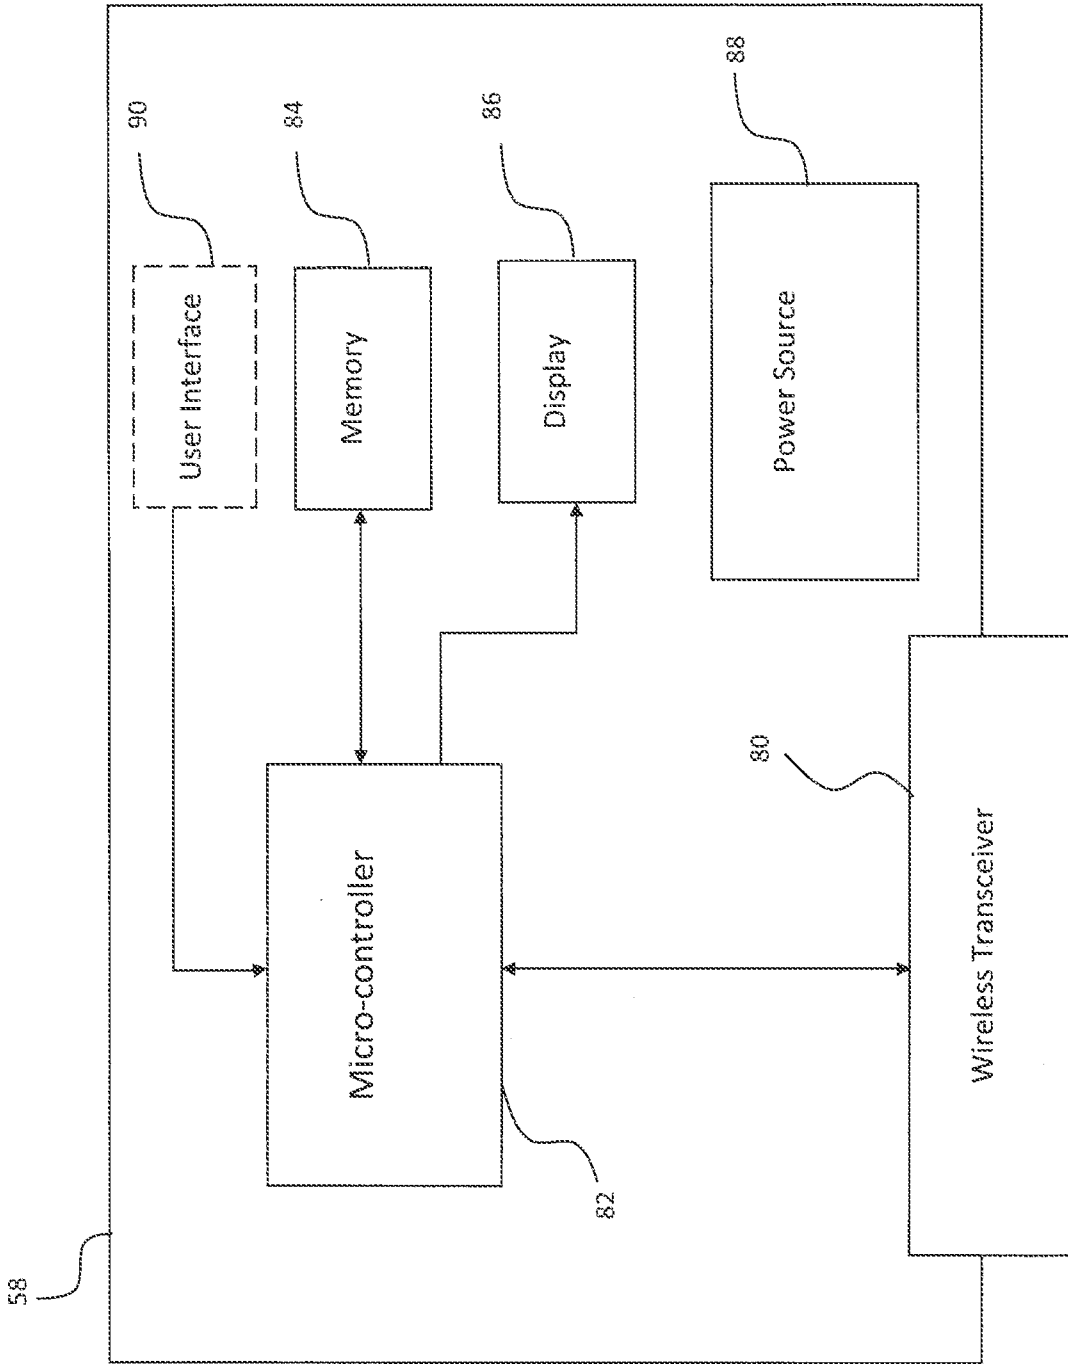 58
90
User Interface
84
Memory
86
Display
88
Power Source
Micro-controller
82
80
Wireless Transceiver